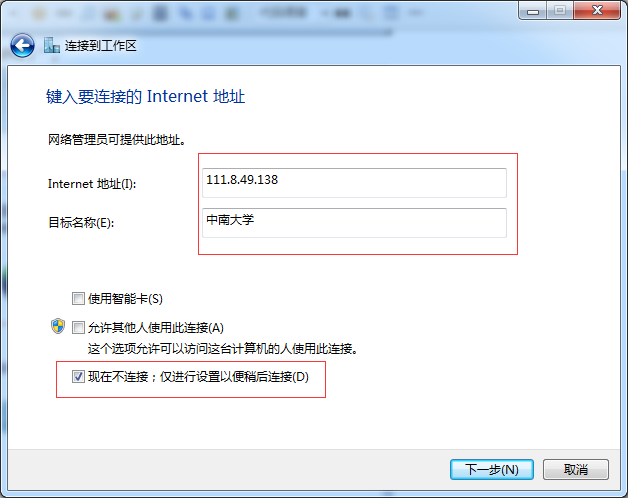 连接到工作区
键入要连接的 Internet 地址
网络管理员可提供此地址。
Internet 地址(I):
111.8.49.138
目标名称(E):
中南大学
使用智能卡(S)
允许其他人使用此连接(A)
这个选项允许可以访问这台计算机的人使用此连接。
现在不连接；仅进行设置以便稍后连接(D)
下一步(N)
取消